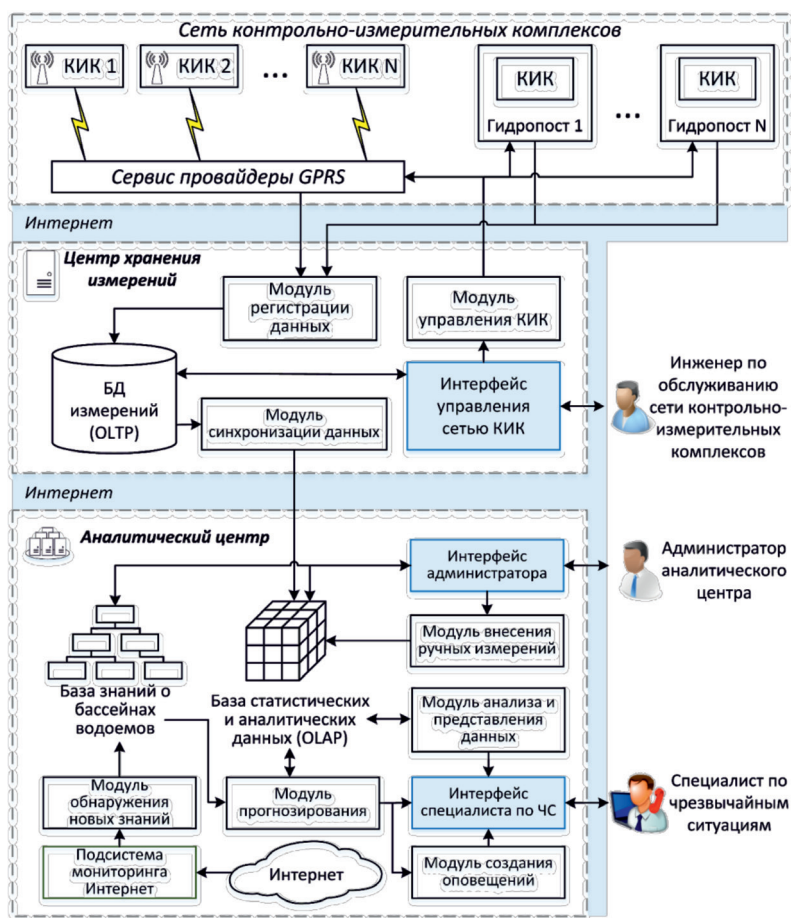 Сеть контрольно-измерительных комплексов
КИК 1
КИК 2
...
КИК N
КИК
Гидропост 1
...
КИК
Гидропост N
Сервис провайдеры GPRS
Интернет
Центр хранения
измерений
Модуль
регистрации
данных
Модуль
управления КИК
БД
измерений
(OLTP)
Модуль
синхронизации данных
Интерфейс
управления
сетью КИК
Инженер по
обслуживанию
сети контрольно-
измерительных
комплексов
Интернет
Аналитический центр
Интерфейс
администратора
Администратор
аналитического
центра
Модуль внесения
ручных измерений
База знаний о
бассейнах
водоемов
База статистических
и аналитических
данных (OLAP)
Модуль анализа и
представления
данных
Модуль
обнаружения
новых знаний
Модуль
прогнозирования
Интерфейс
специалиста по ЧС
Специалист по
чрезвычайным
ситуациям
Подсистема
мониторинга
Интернет
Интернет
Модуль создания
оповещений